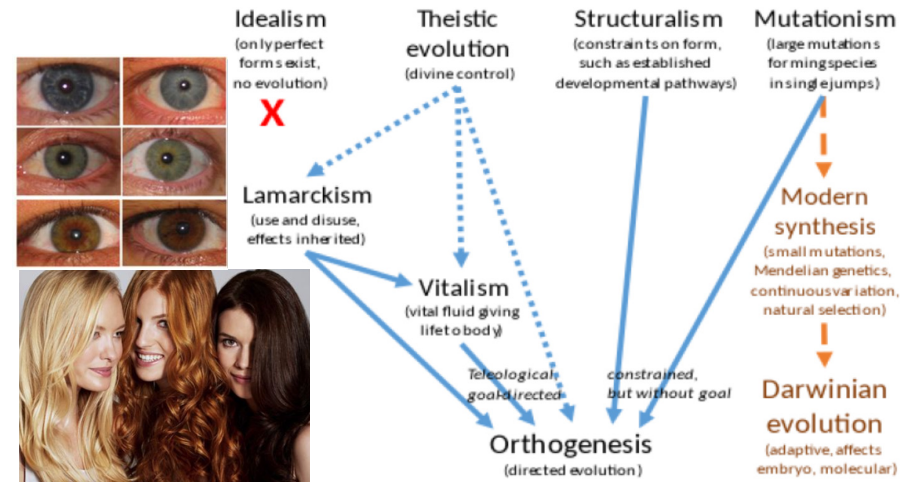 Idealism
(only perfect
forms exist,
no evolution)
X
Theistic
evolution
(divine control)
Structuralism
(constraints on form,
such as established
developmental pathways)
Mutationism
(large mutations
forming species
in single jumps)
Lamarckism
(use and disuse,
effects inherited)
Vitalism
(vital fluid giving
life to body)
Modern
synthesis
(small mutations,
Mendelian genetics,
continuous variation,
natural selection)
Teleological,
goal-directed
constrained,
but without goal
Orthogenesis
(directed evolution)
Darwinian
evolution
(adaptive, affects
embryo, molecular)